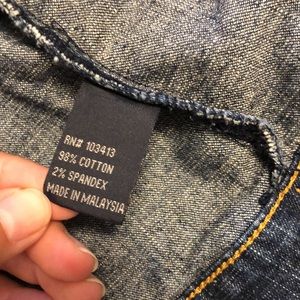 RN# 103413
98% COTTON
2% SPANDEX
MADE IN MALAYSIA